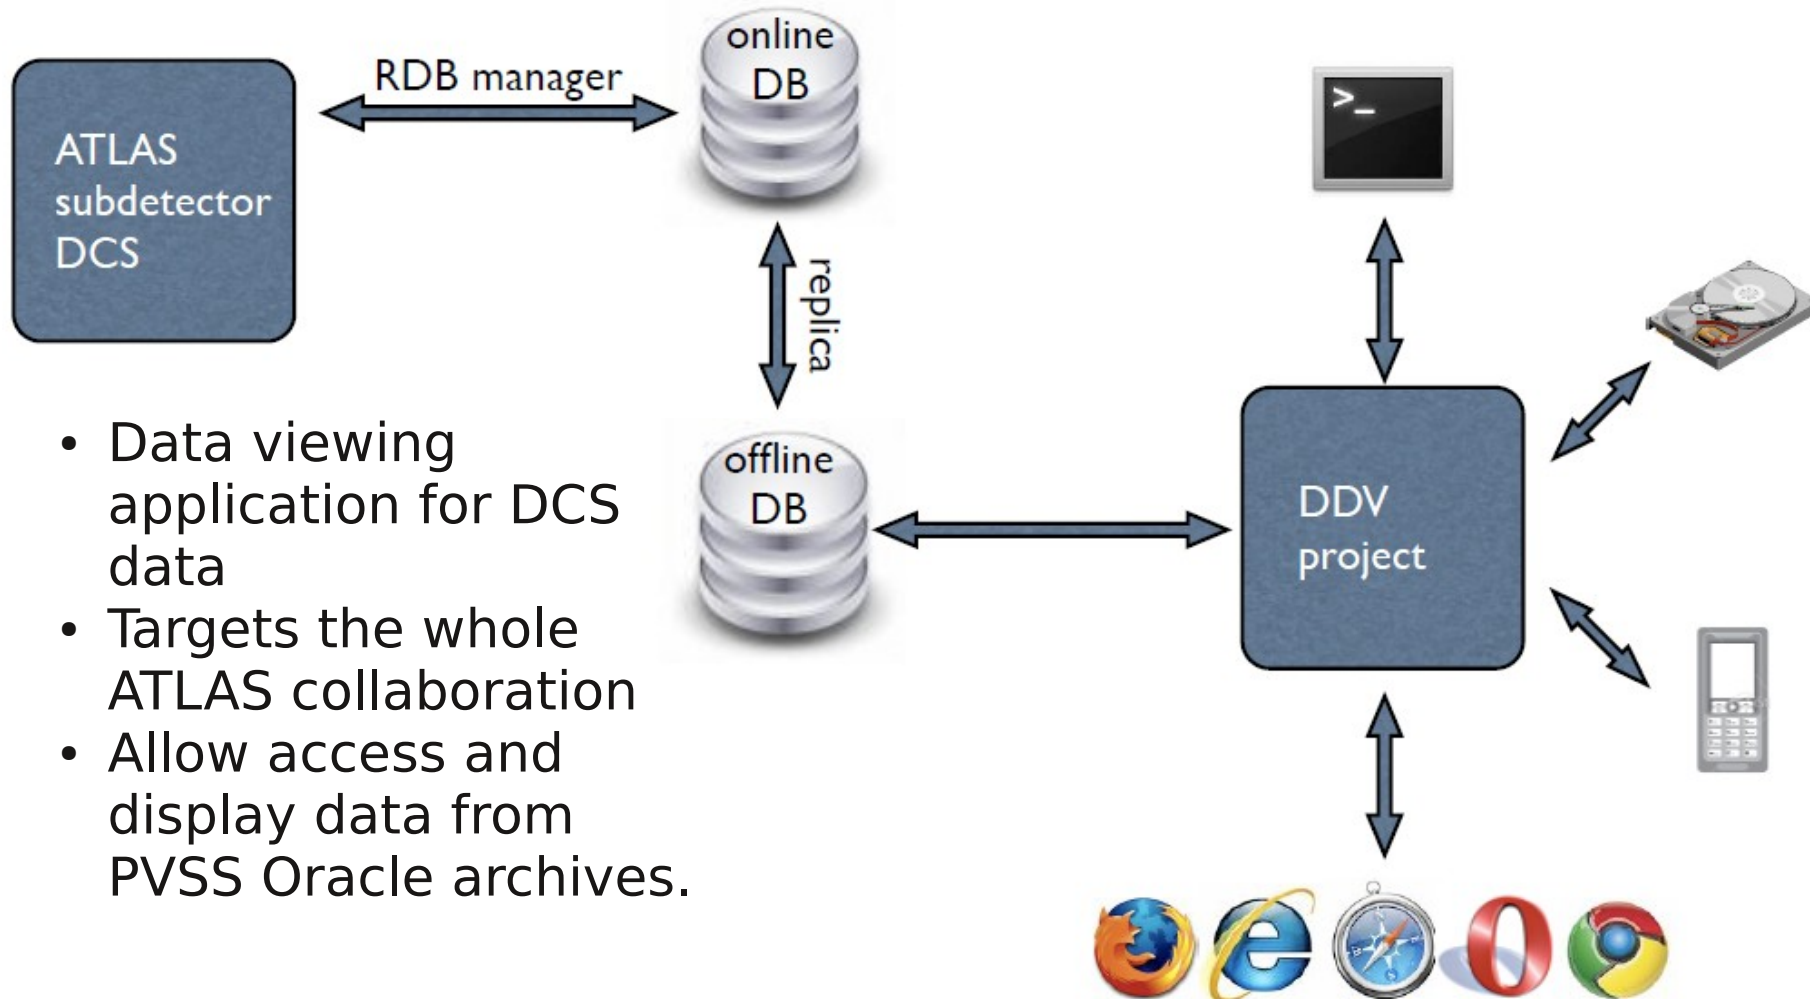 online
DB
RDB manager
ATLAS
subdetector
DCS
>_
replica
offline
DB
DDV
project
• Data viewing
application for DCS
data
• Targets the whole
ATLAS collaboration
• Allow access and
display data from
PVSS Oracle archives.